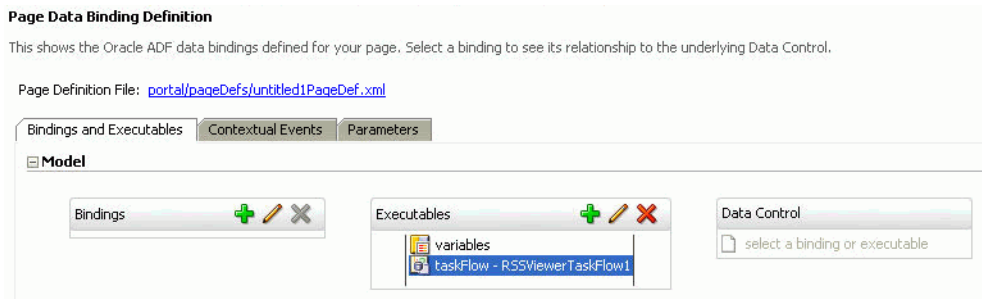 Page Data Binding Definition
This shows the Oracle ADF data bindings defined for your page. Select a binding to see its relationship to the underlying Data Control.
Page Definition File: portal/pageDefs/untitled1PageDef.xml
Bindings and Executables Contextual Events Parameters
Model
Bindings Executables Data Control
variables select a binding or executable
taskFlow - RSSViewerTaskFlow1